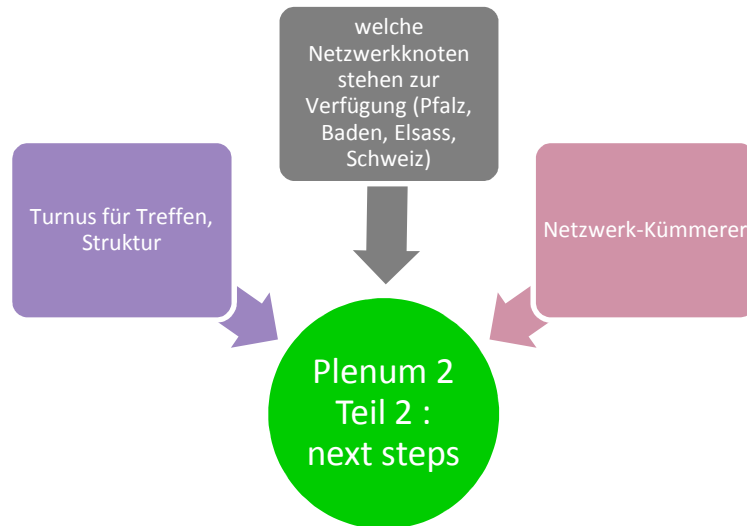 welche
Netzwerkknoten
stehen zur
Verfügung (Pfalz,
Baden, Elsass,
Schweiz)
Turnus für Treffen,
Struktur
Netzwerk-Kümmerer
Plenum 2
Teil 2 :
next steps